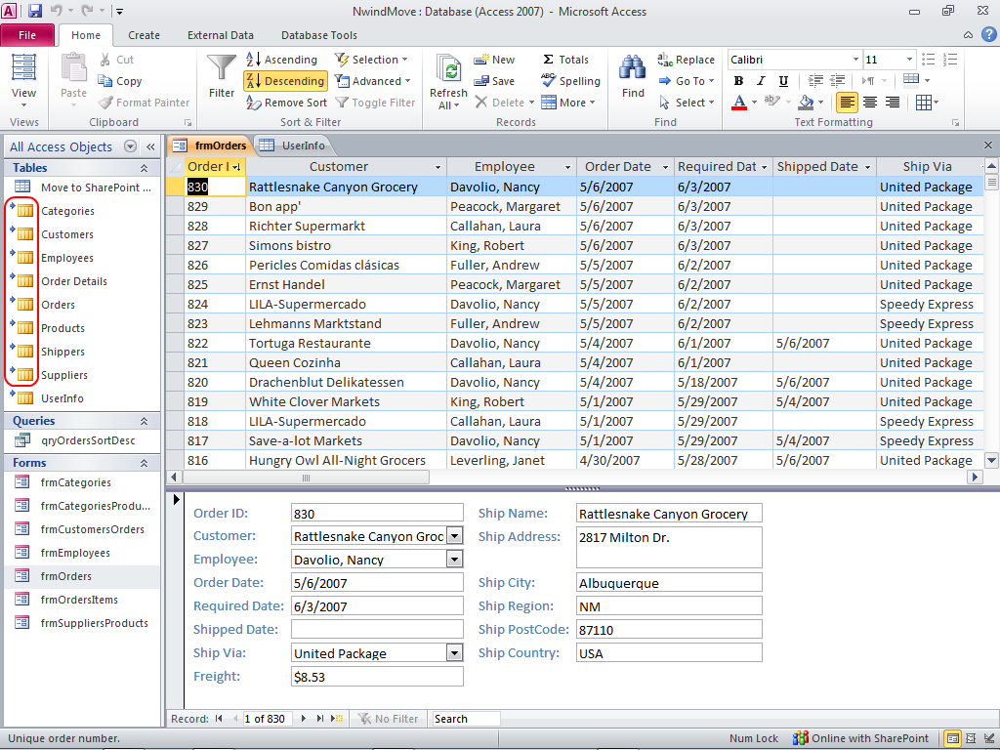 NwindMove : Database (Access 2007) - Microsoft Access
File Home Create External Data Database Tools
View
Views
Paste
Cut
Copy
Format Painter
Clipboard
Filter
Ascending
Descending
Remove Sort
Selection
Advanced
Toggle Filter
Sort & Filter
Refresh All
New
Save
Delete
Totals
Spelling
More
Records
Find
Replace
Go To
Select
Find
Calibri 11
B I U
Text Formatting
All Access Objects
Tables
Move to SharePoint ...
Categories
Customers
Employees
Order Details
Orders
Products
Shippers
Suppliers
UserInfo
Queries
qryOrdersSortDesc
Forms
frmCategories
frmCategoriesProdu...
frmCustomersOrders
frmEmployees
frmOrders
frmOrdersItems
frmSuppliersProducts
frmOrders UserInfo
Order I Customer Employee Order Date Required Dat Shipped Date Ship Via
830 Rattlesnake Canyon Grocery Davolio, Nancy 5/6/2007 6/3/2007 United Package
829 Bon app' Peacock, Margaret 5/6/2007 6/3/2007 United Package
828 Richter Supermarkt Callahan, Laura 5/6/2007 6/3/2007 United Package
827 Simons bistro King, Robert 5/6/2007 6/3/2007 United Package
826 Pericles Comidas clásicas Fuller, Andrew 5/5/2007 6/2/2007 United Package
825 Ernst Handel Peacock, Margaret 5/5/2007 6/2/2007 United Package
824 LILA-Supermercado Davolio, Nancy 5/5/2007 6/2/2007 Speedy Express
823 Lehmanns Marktstand Fuller, Andrew 5/5/2007 6/2/2007 Speedy Express
822 Tortuga Restaurante Davolio, Nancy 5/4/2007 6/1/2007 5/6/2007 United Package
821 Queen Cozinha Callahan, Laura 5/4/2007 6/1/2007 United Package
820 Drachenblut Delikatessen Davolio, Nancy 5/4/2007 5/18/2007 5/6/2007 United Package
819 White Clover Markets King, Robert 5/1/2007 5/29/2007 5/4/2007 United Package
818 LILA-Supermercado Callahan, Laura 5/1/2007 5/29/2007 Speedy Express
817 Save-a-lot Markets Davolio, Nancy 5/1/2007 5/29/2007 5/4/2007 Speedy Express
816 Hungry Owl All-Night Grocers Leverling, Janet 4/30/2007 5/28/2007 5/6/2007 United Package
Order ID: 830
Customer: Rattlesnake Canyon Groc
Employee: Davolio, Nancy
Order Date: 5/6/2007
Required Date: 6/3/2007
Shipped Date:
Ship Via: United Package
Freight: $8.53
Ship Name: Rattlesnake Canyon Grocery
Ship Address: 2817 Milton Dr.
Ship City: Albuquerque
Ship Region: NM
Ship PostCode: 87110
Ship Country: USA
Record: 1 of 830 No Filter Search
Unique order number. Num Lock Online with SharePoint